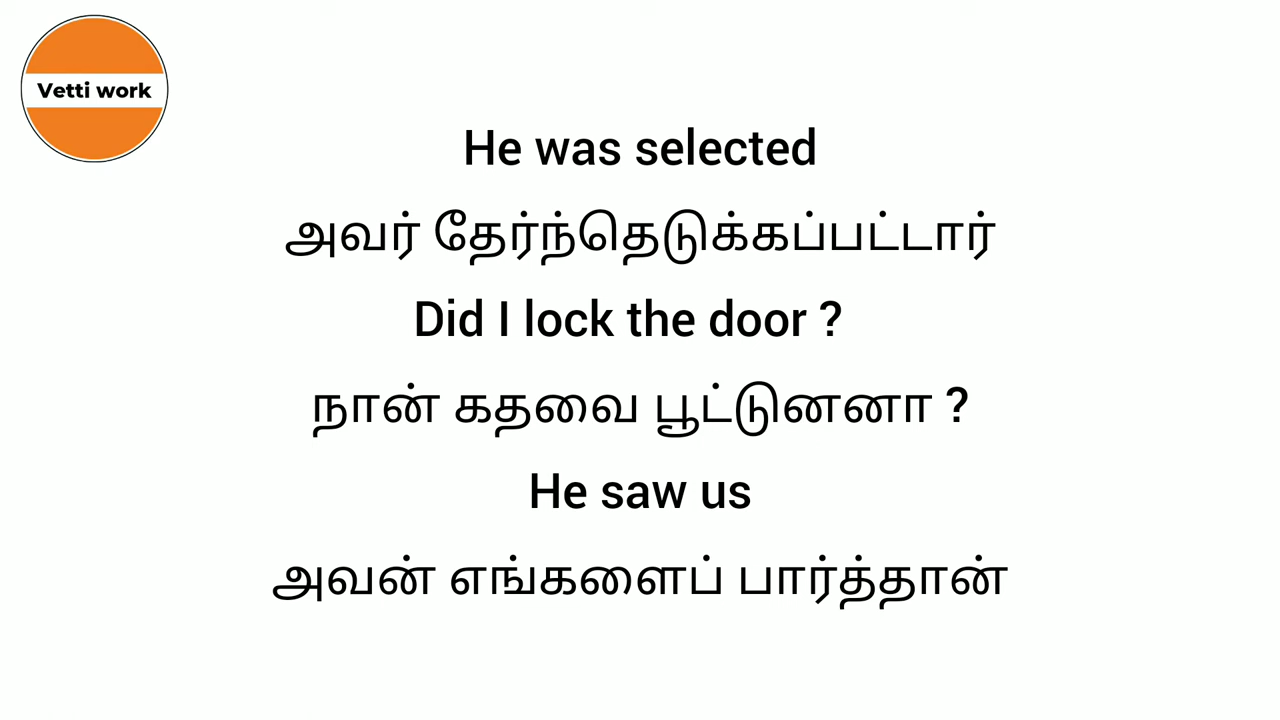 Vetti work
He was selected
அவர் தேர்ந்தெடுக்கப்பட்டார்
Did I lock the door ?
நான் கதவை பூட்டுனனா ?
He saw us
அவன் எங்களைப் பார்த்தான்